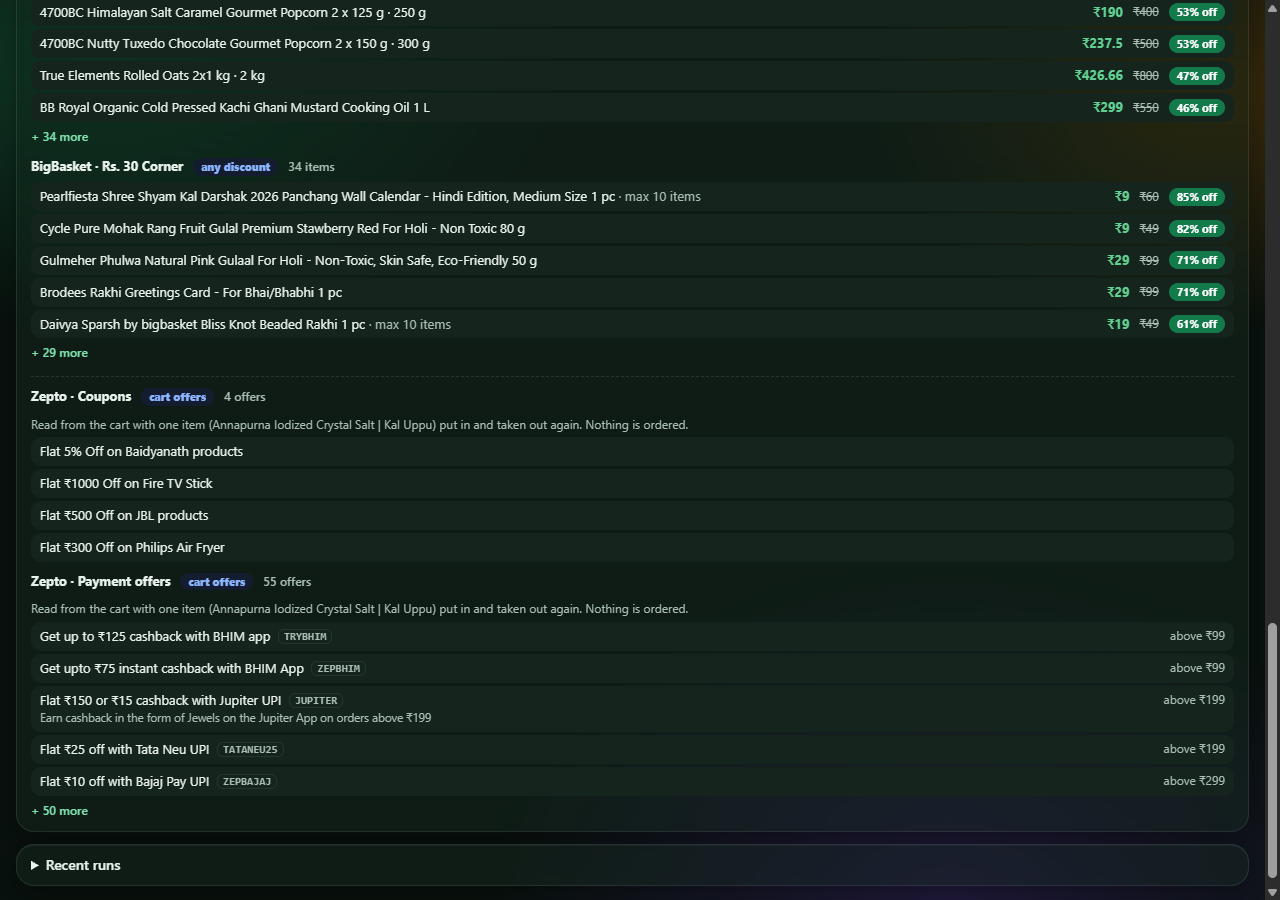 4700BC Himalayan Salt Caramel Gourmet Popcorn 2 x 125 g · 250 g ₹190 ₹400 53% off
4700BC Nutty Tuxedo Chocolate Gourmet Popcorn 2 x 150 g · 300 g ₹237.5 ₹500 53% off
True Elements Rolled Oats 2x1 kg · 2 kg ₹426.66 ₹800 47% off
BB Royal Organic Cold Pressed Kachi Ghani Mustard Cooking Oil 1 L ₹299 ₹550 46% off
+ 34 more
BigBasket · Rs. 30 Corner any discount 34 items
Pearlfiesta Shree Shyam Kal Darshak 2026 Panchang Wall Calendar - Hindi Edition, Medium Size 1 pc · max 10 items ₹9 ₹60 85% off
Cycle Pure Mohak Rang Fruit Gulal Premium Stawberry Red For Holi - Non Toxic 80 g ₹9 ₹49 82% off
Gulmeher Phulwa Natural Pink Gulaal For Holi - Non-Toxic, Skin Safe, Eco-Friendly 50 g ₹29 ₹99 71% off
Brodees Rakhi Greetings Card - For Bhai/Bhabhi 1 pc ₹29 ₹99 71% off
Daivya Sparsh by bigbasket Bliss Knot Beaded Rakhi 1 pc · max 10 items ₹19 ₹49 61% off
+ 29 more
Zepto · Coupons cart offers 4 offers
Read from the cart with one item (Annapurna Iodized Crystal Salt | Kal Uppu) put in and taken out again. Nothing is ordered.
Flat 5% Off on Baidyanath products
Flat ₹1000 Off on Fire TV Stick
Flat ₹500 Off on JBL products
Flat ₹300 Off on Philips Air Fryer
Zepto · Payment offers cart offers 55 offers
Read from the cart with one item (Annapurna Iodized Crystal Salt | Kal Uppu) put in and taken out again. Nothing is ordered.
Get up to ₹125 cashback with BHIM app TRYBHIM above ₹99
Get upto ₹75 instant cashback with BHIM App ZEPBHIM above ₹99
Flat ₹150 or ₹15 cashback with Jupiter UPI JUPITER above ₹199
Earn cashback in the form of Jewels on the Jupiter App on orders above ₹199
Flat ₹25 off with Tata Neu UPI TATANEU25 above ₹199
Flat ₹10 off with Bajaj Pay UPI ZEPBAJAJ above ₹299
+ 50 more
Recent runs